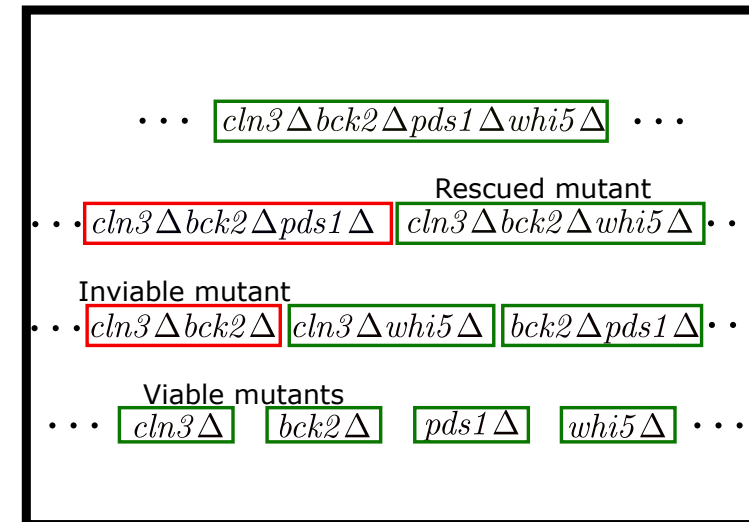 ... cln3Δbck2Δpds1Δwhi5Δ ...
Rescued mutant
... cln3Δbck2Δpds1Δ cln3Δbck2Δwhi5Δ ...
Inviable mutant
... cln3Δbck2Δ cln3Δwhi5Δ bck2Δpds1Δ ...
Viable mutants
... cln3Δ bck2Δ pds1Δ whi5Δ ...